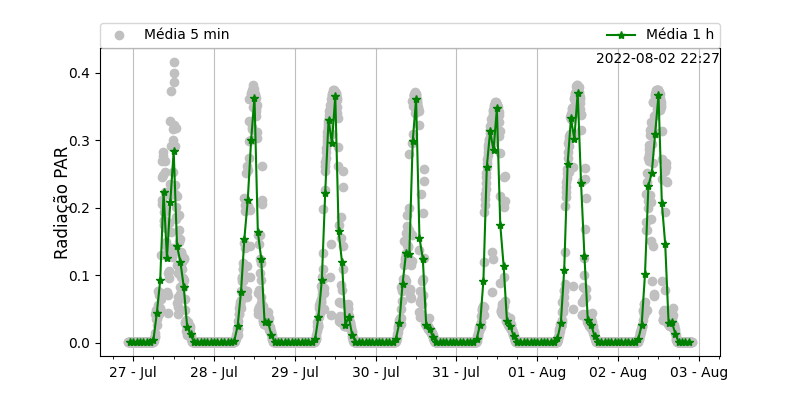 Média 5 min
Média 1 h
2022-08-02 22:27
Radiação PAR
0.4
0.3
0.2
0.1
0.0
27 - Jul
28 - Jul
29 - Jul
30 - Jul
31 - Jul
01 - Aug
02 - Aug
03 - Aug